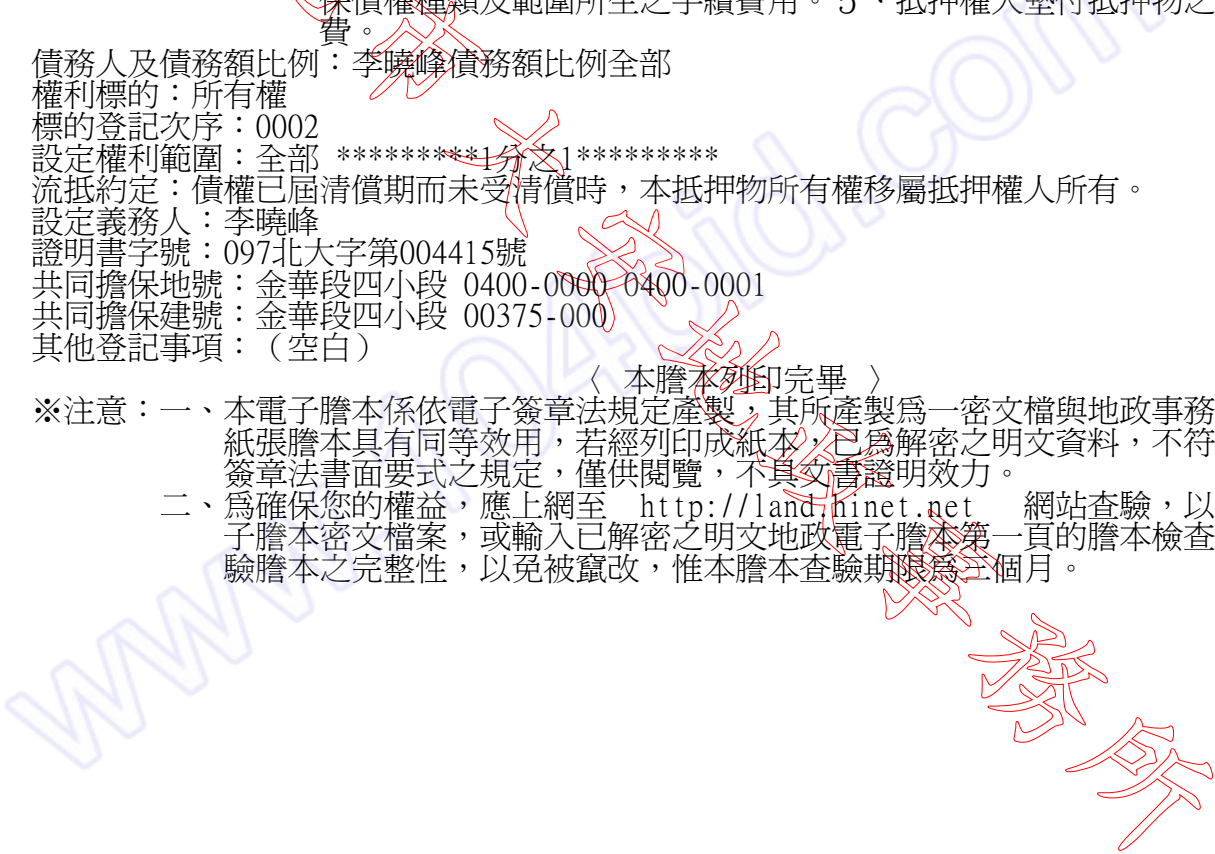 保債權種類及範圍所生之手續費用。５、抵押權人墊付抵押物之
費。
債務人及債務額比例：李曉峰債務額比例全部
權利標的：所有權
標的登記次序：0002
設定權利範圍：全部 *********1分之1*********
流抵約定：債權已屆清償期而未受清償時，本抵押物所有權移屬抵押權人所有。
設定義務人：李曉峰
證明書字號：097北大字第004415號
共同擔保地號：金華段四小段 0400-0000 0400-0001
共同擔保建號：金華段四小段 00375-000
其他登記事項：（空白）
〈 本謄本列印完畢 〉
※注意：一、本電子謄本係依電子簽章法規定產製，其所產製為一密文檔與地政事務
紙張謄本具有同等效用，若經列印成紙本，已為解密之明文資料，不符
簽章法書面要式之規定，僅供閱覽，不具文書證明效力。
二、為確保您的權益，應上網至 http://land.hinet.net 網站查驗，以
子謄本密文檔案，或輸入已解密之明文地政電子謄本第一頁的謄本檢查
驗謄本之完整性，以免被竄改，惟本謄本查驗期限為三個月。
市大安地政事務所
www.104bid.com